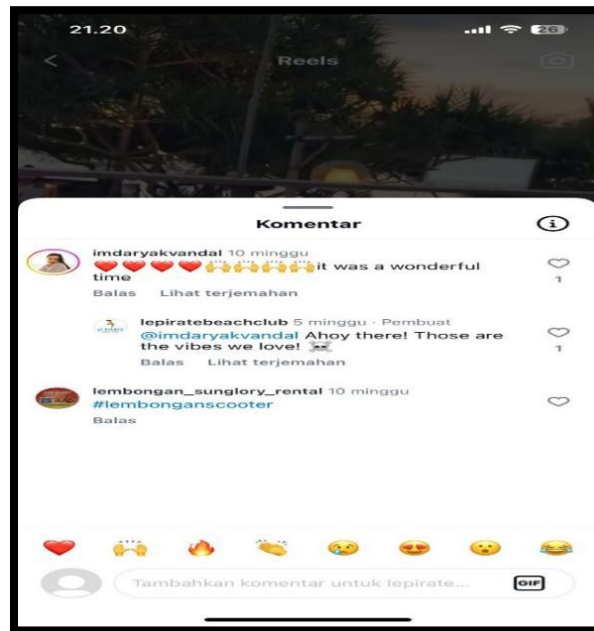 21.20
26
Reels
Komentar
imdaryakvandal 10 minggu
❤️❤️❤️❤️🙌🙌🙌🙌it was a wonderful
time
1
Balas Lihat terjemahan
lepiratebeachclub 5 minggu · Pembuat
@imdaryakvandal Ahoy there! Those are
the vibes we love! ☠️
1
Balas Lihat terjemahan
lembongan_sunglory_rental 10 minggu
#lembonganscooter
Balas
Tambahkan komentar untuk lepirate...
GIF